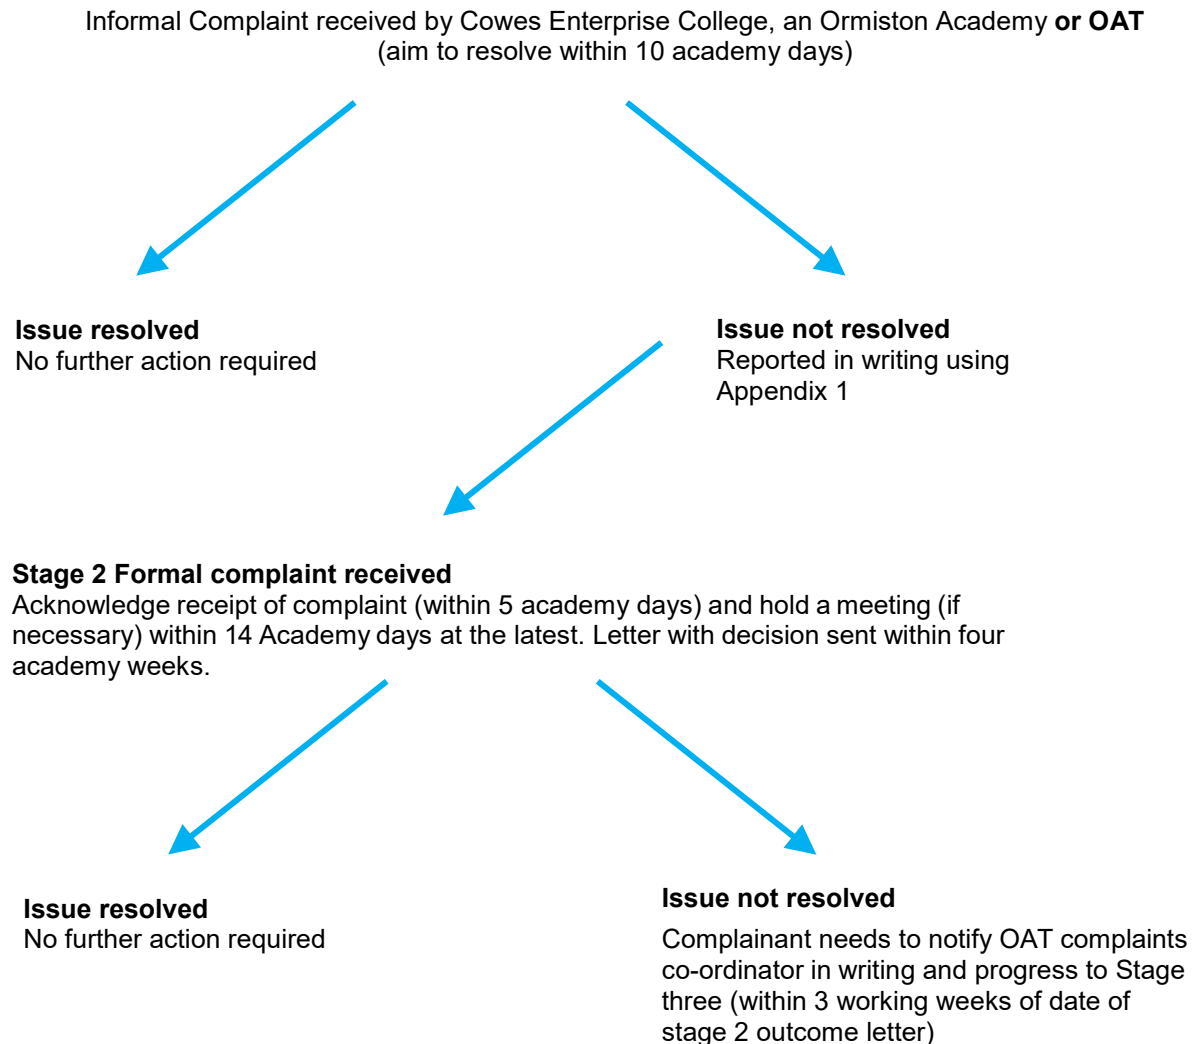 Informal Complaint received by Cowes Enterprise College, an Ormiston Academy or OAT
(aim to resolve within 10 academy days)
Issue resolved
No further action required
Issue not resolved
Reported in writing using
Appendix 1
Stage 2 Formal complaint received
Acknowledge receipt of complaint (within 5 academy days) and hold a meeting (if
necessary) within 14 Academy days at the latest. Letter with decision sent within four
academy weeks.
Issue resolved
No further action required
Issue not resolved
Complainant needs to notify OAT complaints
co-ordinator in writing and progress to Stage
three (within 3 working weeks of date of
stage 2 outcome letter)